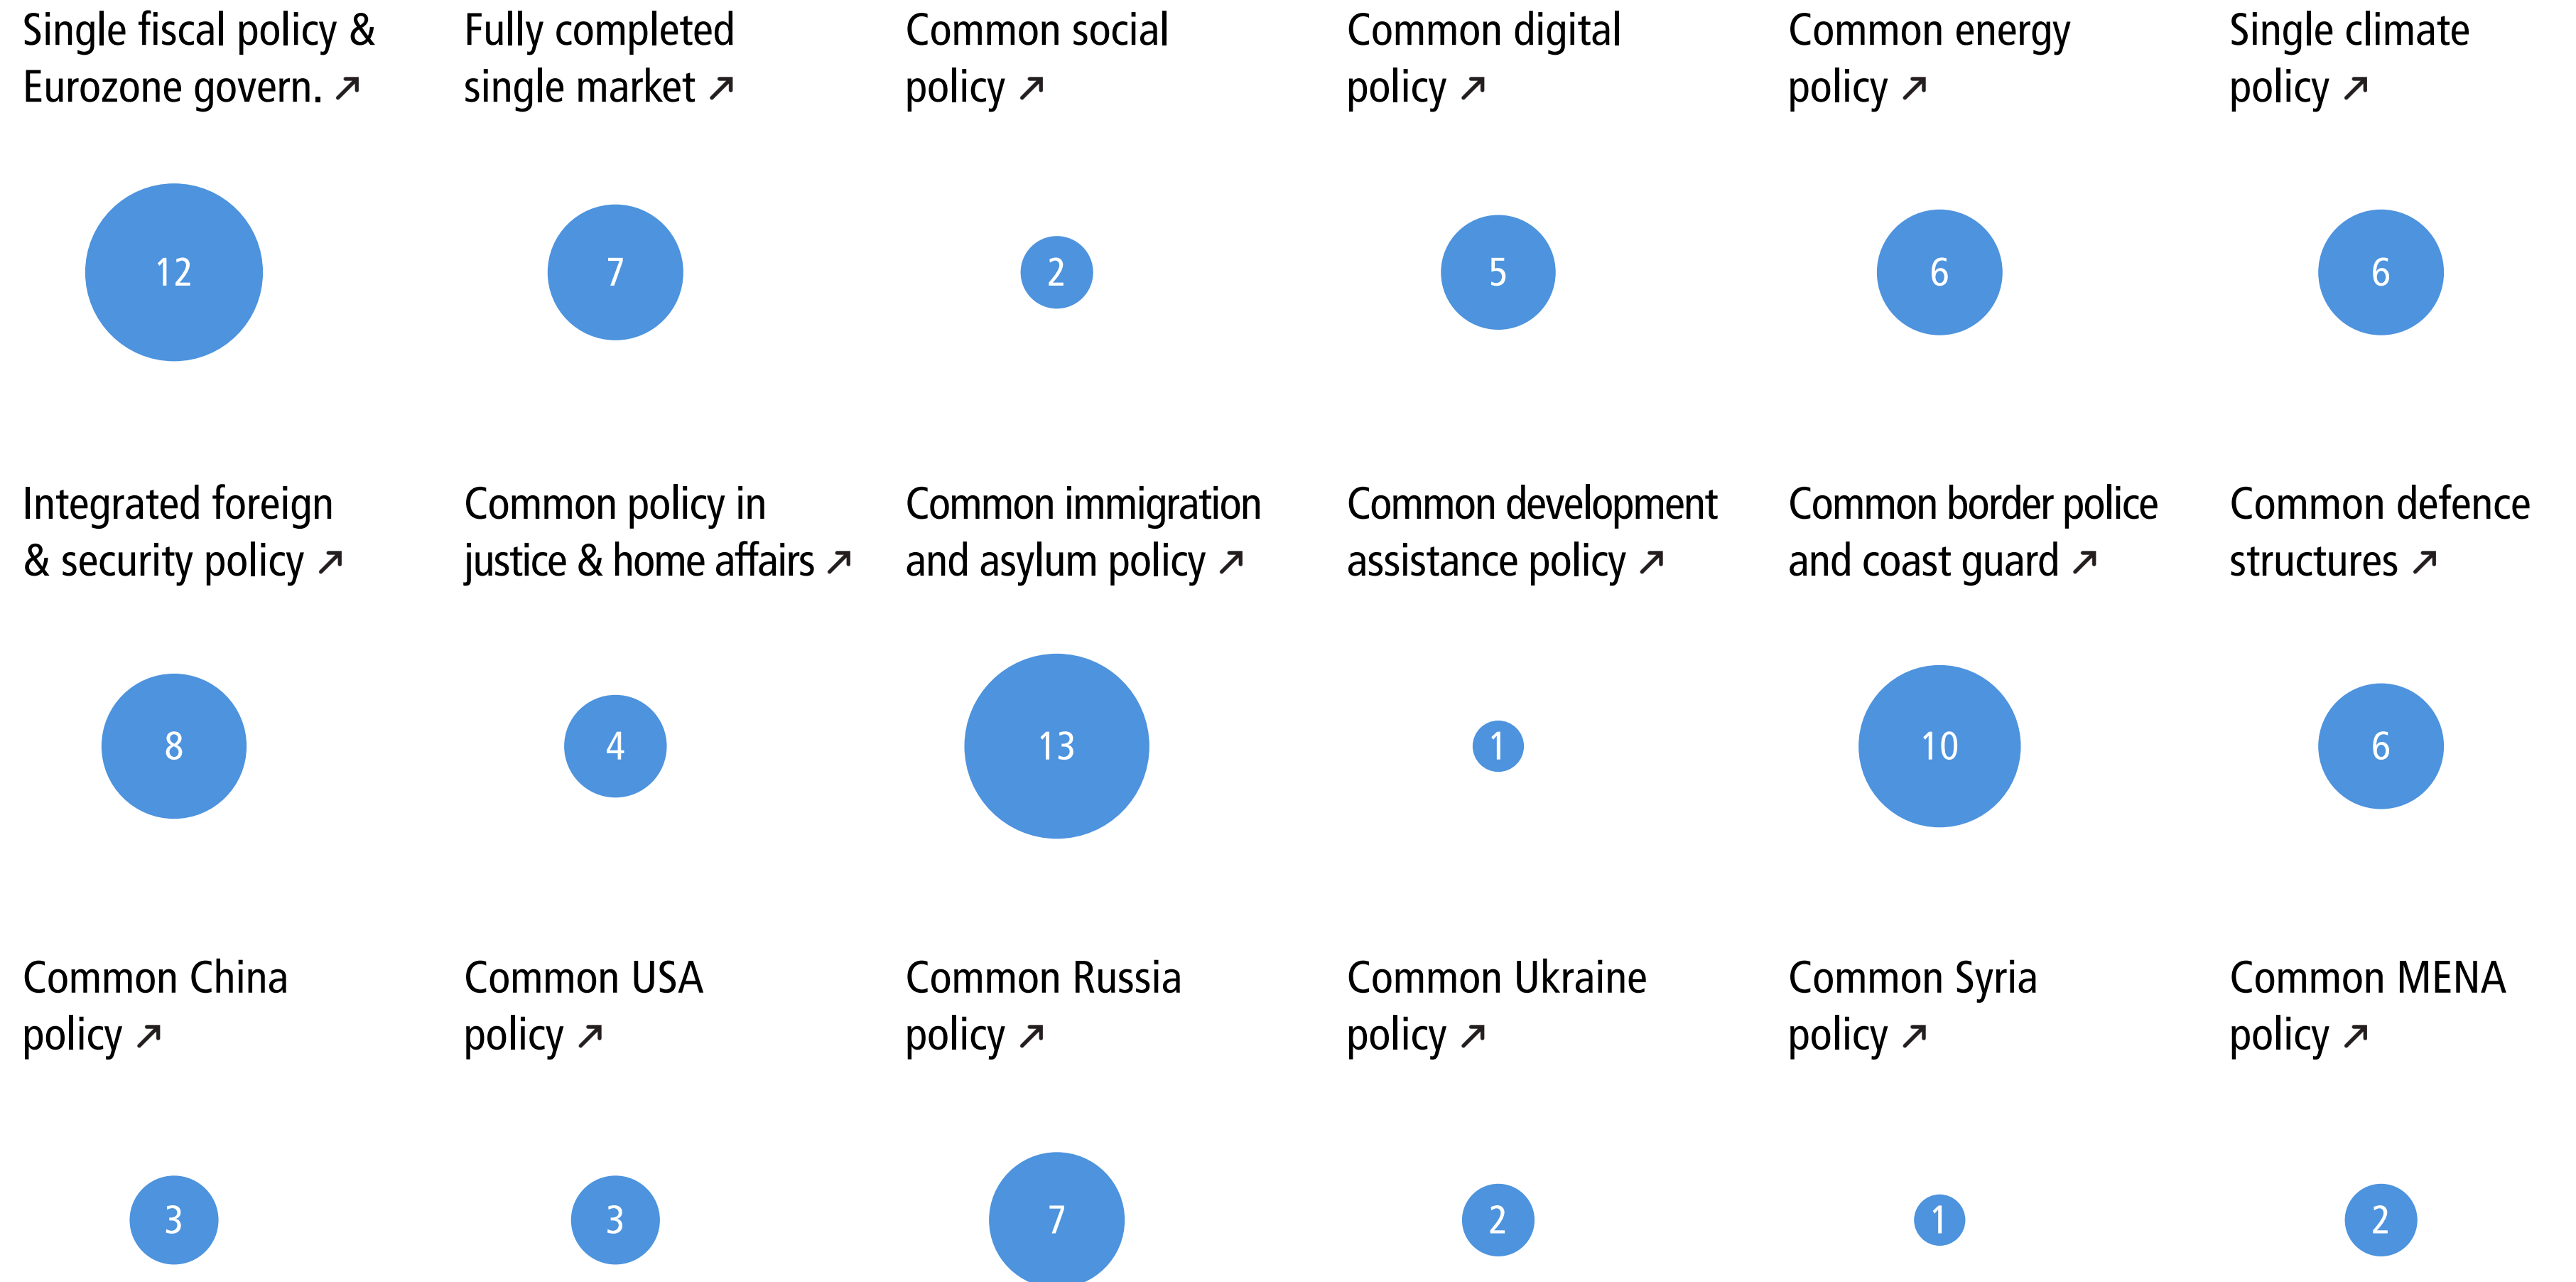 Single fiscal policy &
Eurozone govern. ↗
Fully completed
single market ↗
Common social
policy ↗
Common digital
policy ↗
Common energy
policy ↗
Single climate
policy ↗
12
7
2
5
6
6
Integrated foreign
& security policy ↗
Common policy in
justice & home affairs ↗
Common immigration
and asylum policy ↗
Common development
assistance policy ↗
Common border police
and coast guard ↗
Common defence
structures ↗
8
4
13
1
10
6
Common China
policy ↗
Common USA
policy ↗
Common Russia
policy ↗
Common Ukraine
policy ↗
Common Syria
policy ↗
Common MENA
policy ↗
3
3
7
2
1
2